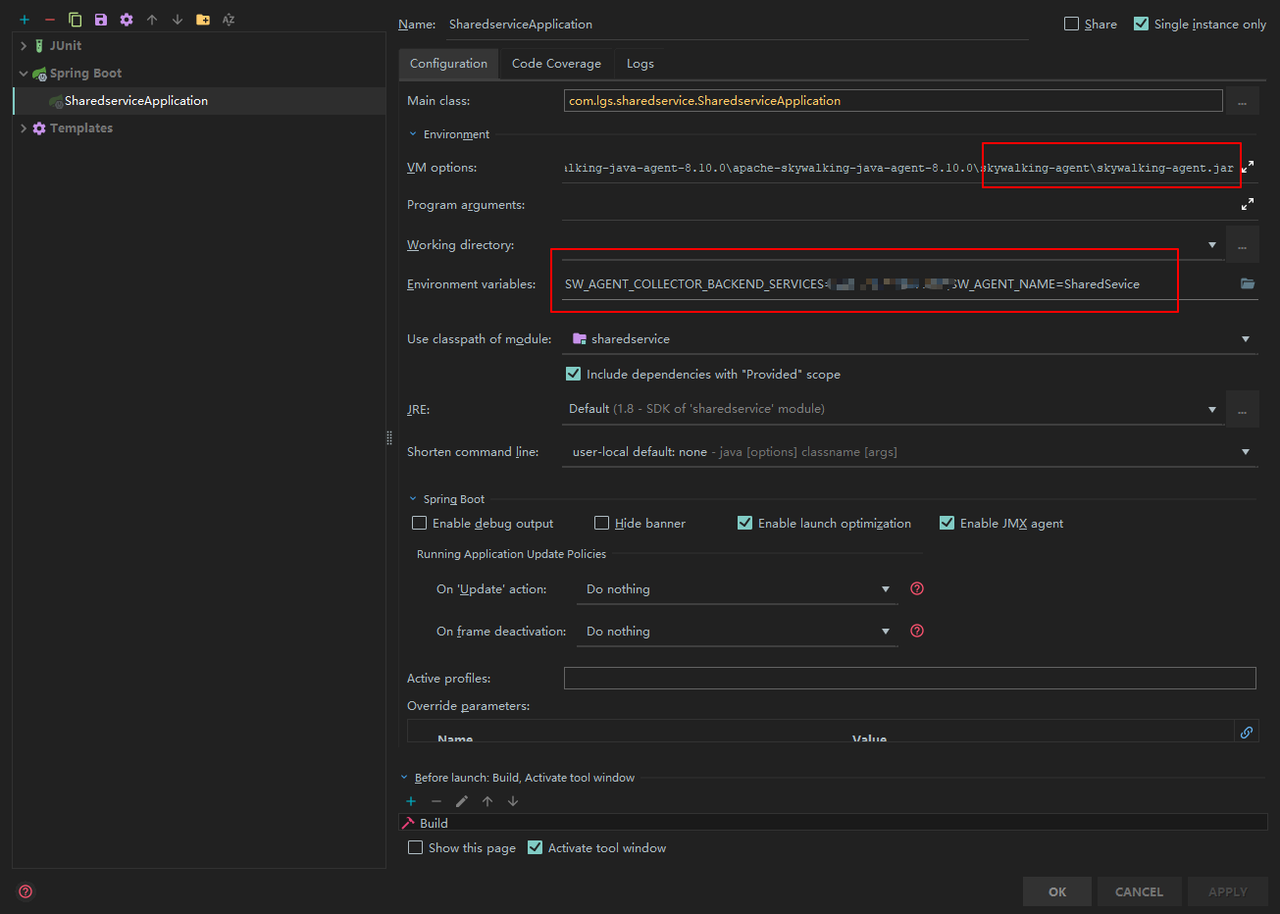 Name: SharedserviceApplication
Share
Single instance only
JUnit
Spring Boot
SharedserviceApplication
Templates
Configuration Code Coverage Logs
Main class: com.lgs.sharedservice.SharedserviceApplication ...
Environment
VM options: alking-java-agent-8.10.0\apache-skywalking-java-agent-8.10.0\skywalking-agent\skywalking-agent.jar
Program arguments:
Working directory: ...
Environment variables: SW_AGENT_COLLECTOR_BACKEND_SERVICES= SW_AGENT_NAME=SharedSevice
Use classpath of module: sharedservice
Include dependencies with "Provided" scope
JRE: Default (1.8 - SDK of 'sharedservice' module) ...
Shorten command line: user-local default: none - java [options] classname [args]
Spring Boot
Enable debug output Hide banner Enable launch optimization Enable JMX agent
Running Application Update Policies
On 'Update' action: Do nothing
On frame deactivation: Do nothing
Active profiles:
Override parameters:
Name Value
Before launch: Build, Activate tool window
Build
Show this page Activate tool window
OK CANCEL APPLY